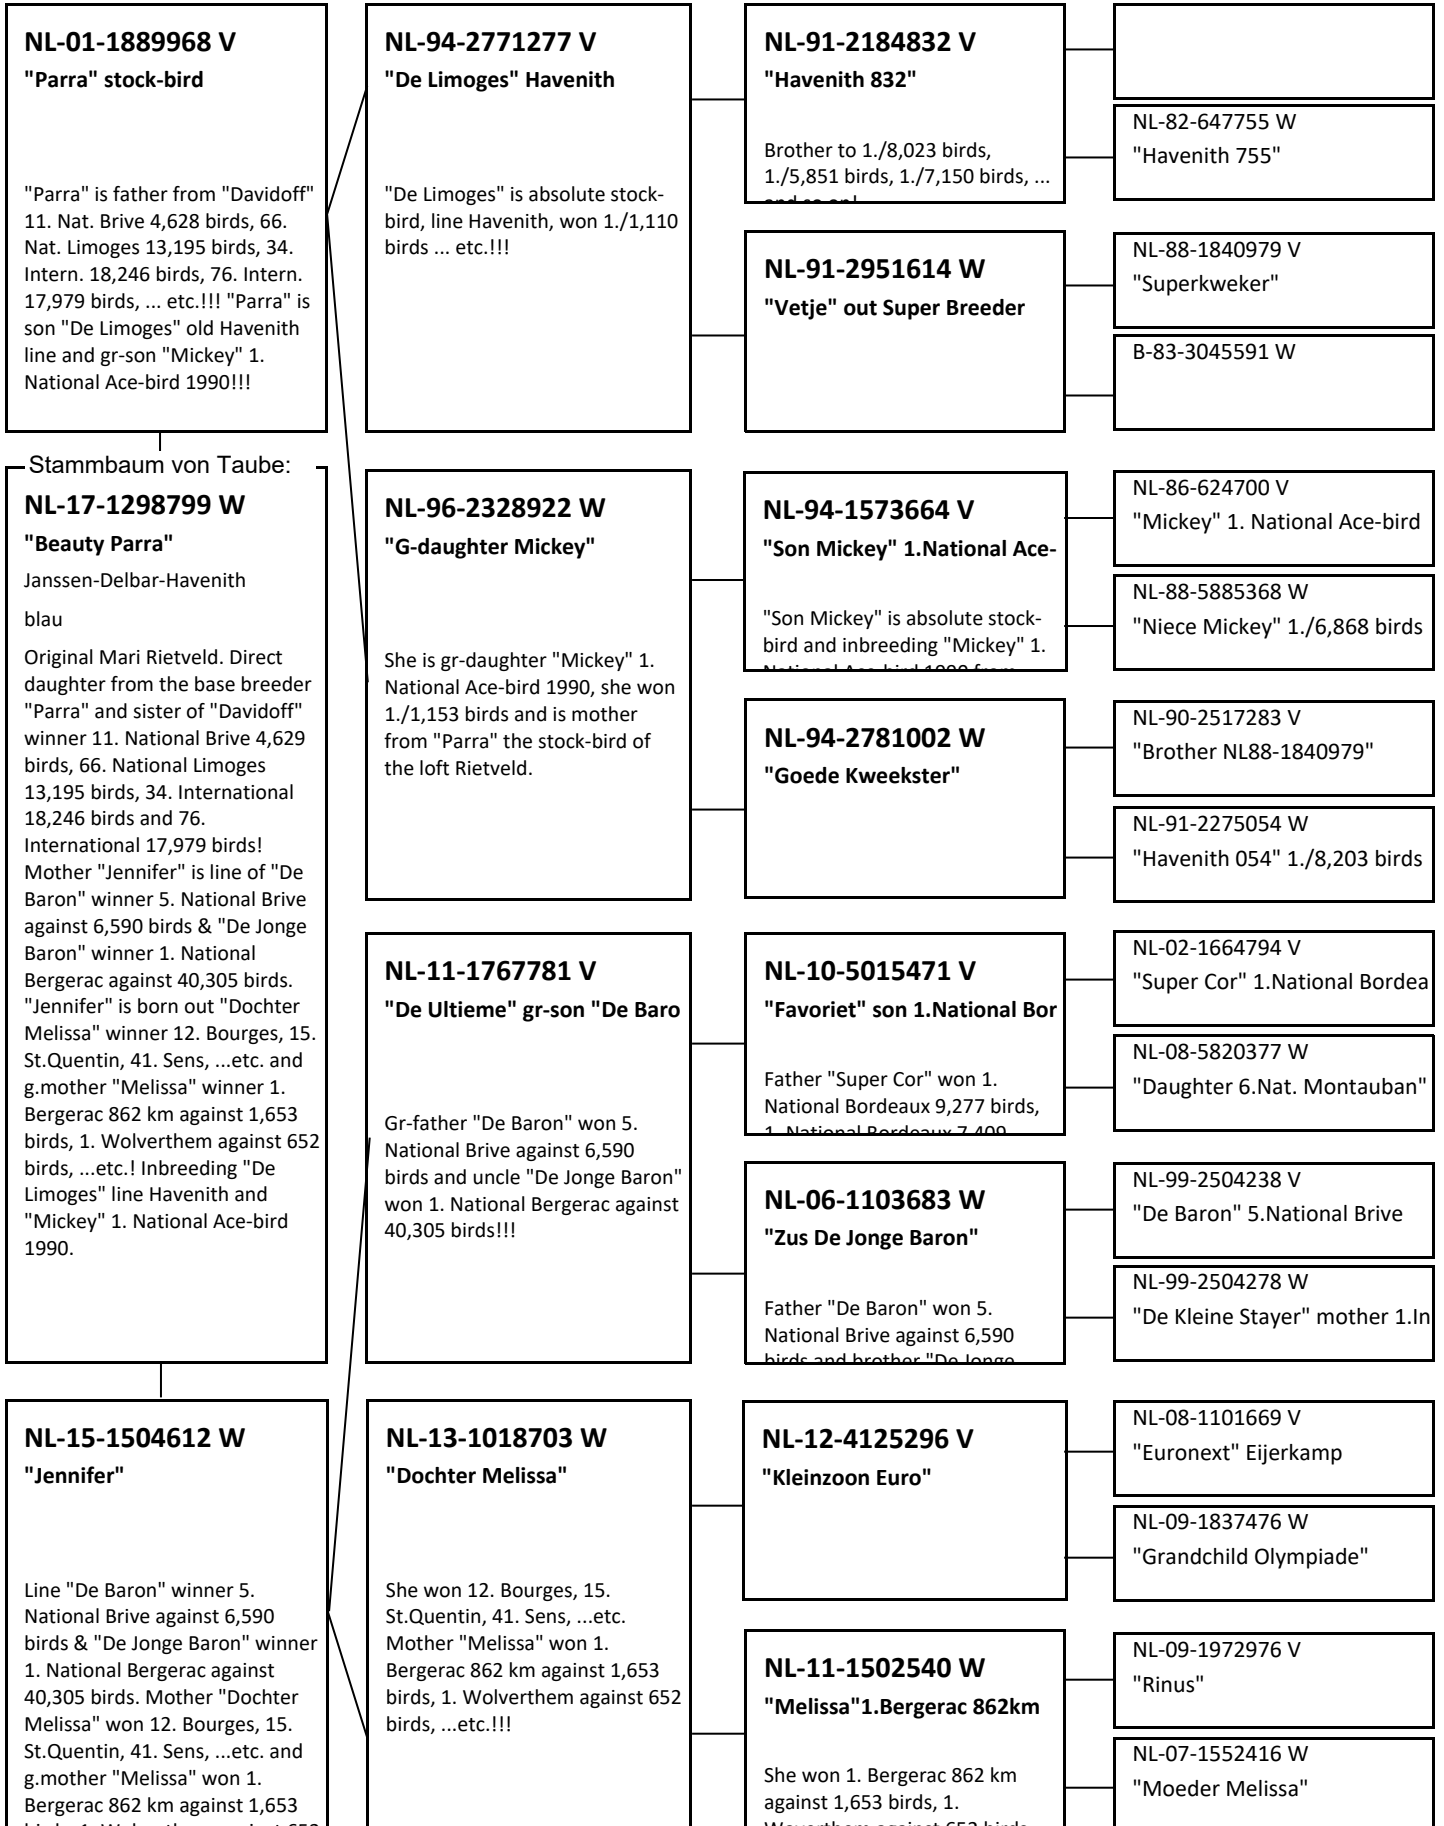 NL-01-1889968 V
"Parra" stock-bird
"Parra" is father from "Davidoff"
11. Nat. Brive 4,628 birds, 66.
Nat. Limoges 13,195 birds, 34.
Intern. 18,246 birds, 76. Intern.
17,979 birds, ... etc.!!! "Parra" is
son "De Limoges" old Havenith
line and gr-son "Mickey" 1.
National Ace-bird 1990!!!
Stammbaum von Taube:
NL-17-1298799 W
"Beauty Parra"
Janssen-Delbar-Havenith
blau
Original Mari Rietveld. Direct
daughter from the base breeder
"Parra" and sister of "Davidoff"
winner 11. National Brive 4,629
birds, 66. National Limoges
13,195 birds, 34. International
18,246 birds and 76.
International 17,979 birds!
Mother "Jennifer" is line of "De
Baron" winner 5. National Brive
against 6,590 birds & "De Jonge
Baron" winner 1. National
Bergerac against 40,305 birds.
"Jennifer" is born out "Dochter
Melissa" winner 12. Bourges, 15.
St.Quentin, 41. Sens, ...etc. and
g.mother "Melissa" winner 1.
Bergerac 862 km against 1,653
birds, 1. Wolverthem against 652
birds, ...etc.! Inbreeding "De
Limoges" line Havenith and
"Mickey" 1. National Ace-bird
1990.
NL-15-1504612 W
"Jennifer"
Line "De Baron" winner 5.
National Brive against 6,590
birds & "De Jonge Baron" winner
1. National Bergerac against
40,305 birds. Mother "Dochter
Melissa" won 12. Bourges, 15.
St.Quentin, 41. Sens, ...etc. and
g.mother "Melissa" won 1.
Bergerac 862 km against 1,653
NL-94-2771277 V
"De Limoges" Havenith
"De Limoges" is absolute stock-
bird, line Havenith, won 1./1,110
birds ... etc.!!!
NL-96-2328922 W
"G-daughter Mickey"
She is gr-daughter "Mickey" 1.
National Ace-bird 1990, she won
1./1,153 birds and is mother
from "Parra" the stock-bird of
the loft Rietveld.
NL-11-1767781 V
"De Ultieme" gr-son "De Baro
Gr-father "De Baron" won 5.
National Brive against 6,590
birds and uncle "De Jonge Baron"
won 1. National Bergerac against
40,305 birds!!!
NL-13-1018703 W
"Dochter Melissa"
She won 12. Bourges, 15.
St.Quentin, 41. Sens, ...etc.
Mother "Melissa" won 1.
Bergerac 862 km against 1,653
birds, 1. Wolverthem against 652
birds, ...etc.!!!
NL-91-2184832 V
"Havenith 832"
Brother to 1./8,023 birds,
1./5,851 birds, 1./7,150 birds, ...
NL-91-2951614 W
"Vetje" out Super Breeder
NL-94-1573664 V
"Son Mickey" 1.National Ace-
"Son Mickey" is absolute stock-
bird and inbreeding "Mickey" 1.
NL-94-2781002 W
"Goede Kweekster"
NL-10-5015471 V
"Favoriet" son 1.National Bor
Father "Super Cor" won 1.
National Bordeaux 9,277 birds,
1. National Bordeaux 7,409
NL-06-1103683 W
"Zus De Jonge Baron"
Father "De Baron" won 5.
National Brive against 6,590
birds and brother "De Jonge
NL-12-4125296 V
"Kleinzoon Euro"
NL-11-1502540 W
"Melissa"1.Bergerac 862km
She won 1. Bergerac 862 km
against 1,653 birds, 1.
NL-82-647755 W
"Havenith 755"
NL-88-1840979 V
"Superkweker"
B-83-3045591 W
NL-86-624700 V
"Mickey" 1. National Ace-bird
NL-88-5885368 W
"Niece Mickey" 1./6,868 birds
NL-90-2517283 V
"Brother NL88-1840979"
NL-91-2275054 W
"Havenith 054" 1./8,203 birds
NL-02-1664794 V
"Super Cor" 1.National Bordea
NL-08-5820377 W
"Daughter 6.Nat. Montauban"
NL-99-2504238 V
"De Baron" 5.National Brive
NL-99-2504278 W
"De Kleine Stayer" mother 1.In
NL-08-1101669 V
"Euronext" Eijerkamp
NL-09-1837476 W
"Grandchild Olympiade"
NL-09-1972976 V
"Rinus"
NL-07-1552416 W
"Moeder Melissa"